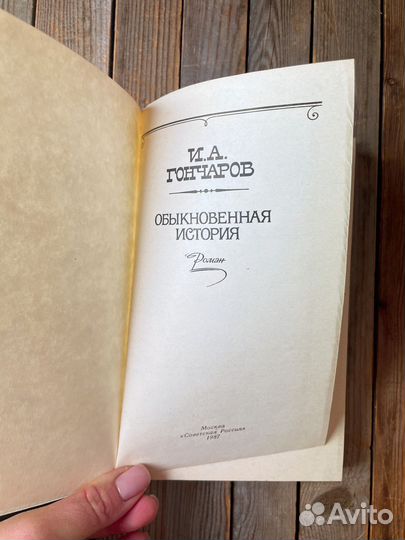 И.А.
ГОНЧАРОВ
ОБЫКНОВЕННАЯ
ИСТОРИЯ
Роман
Москва
«Советская Россия»
1987
Avito